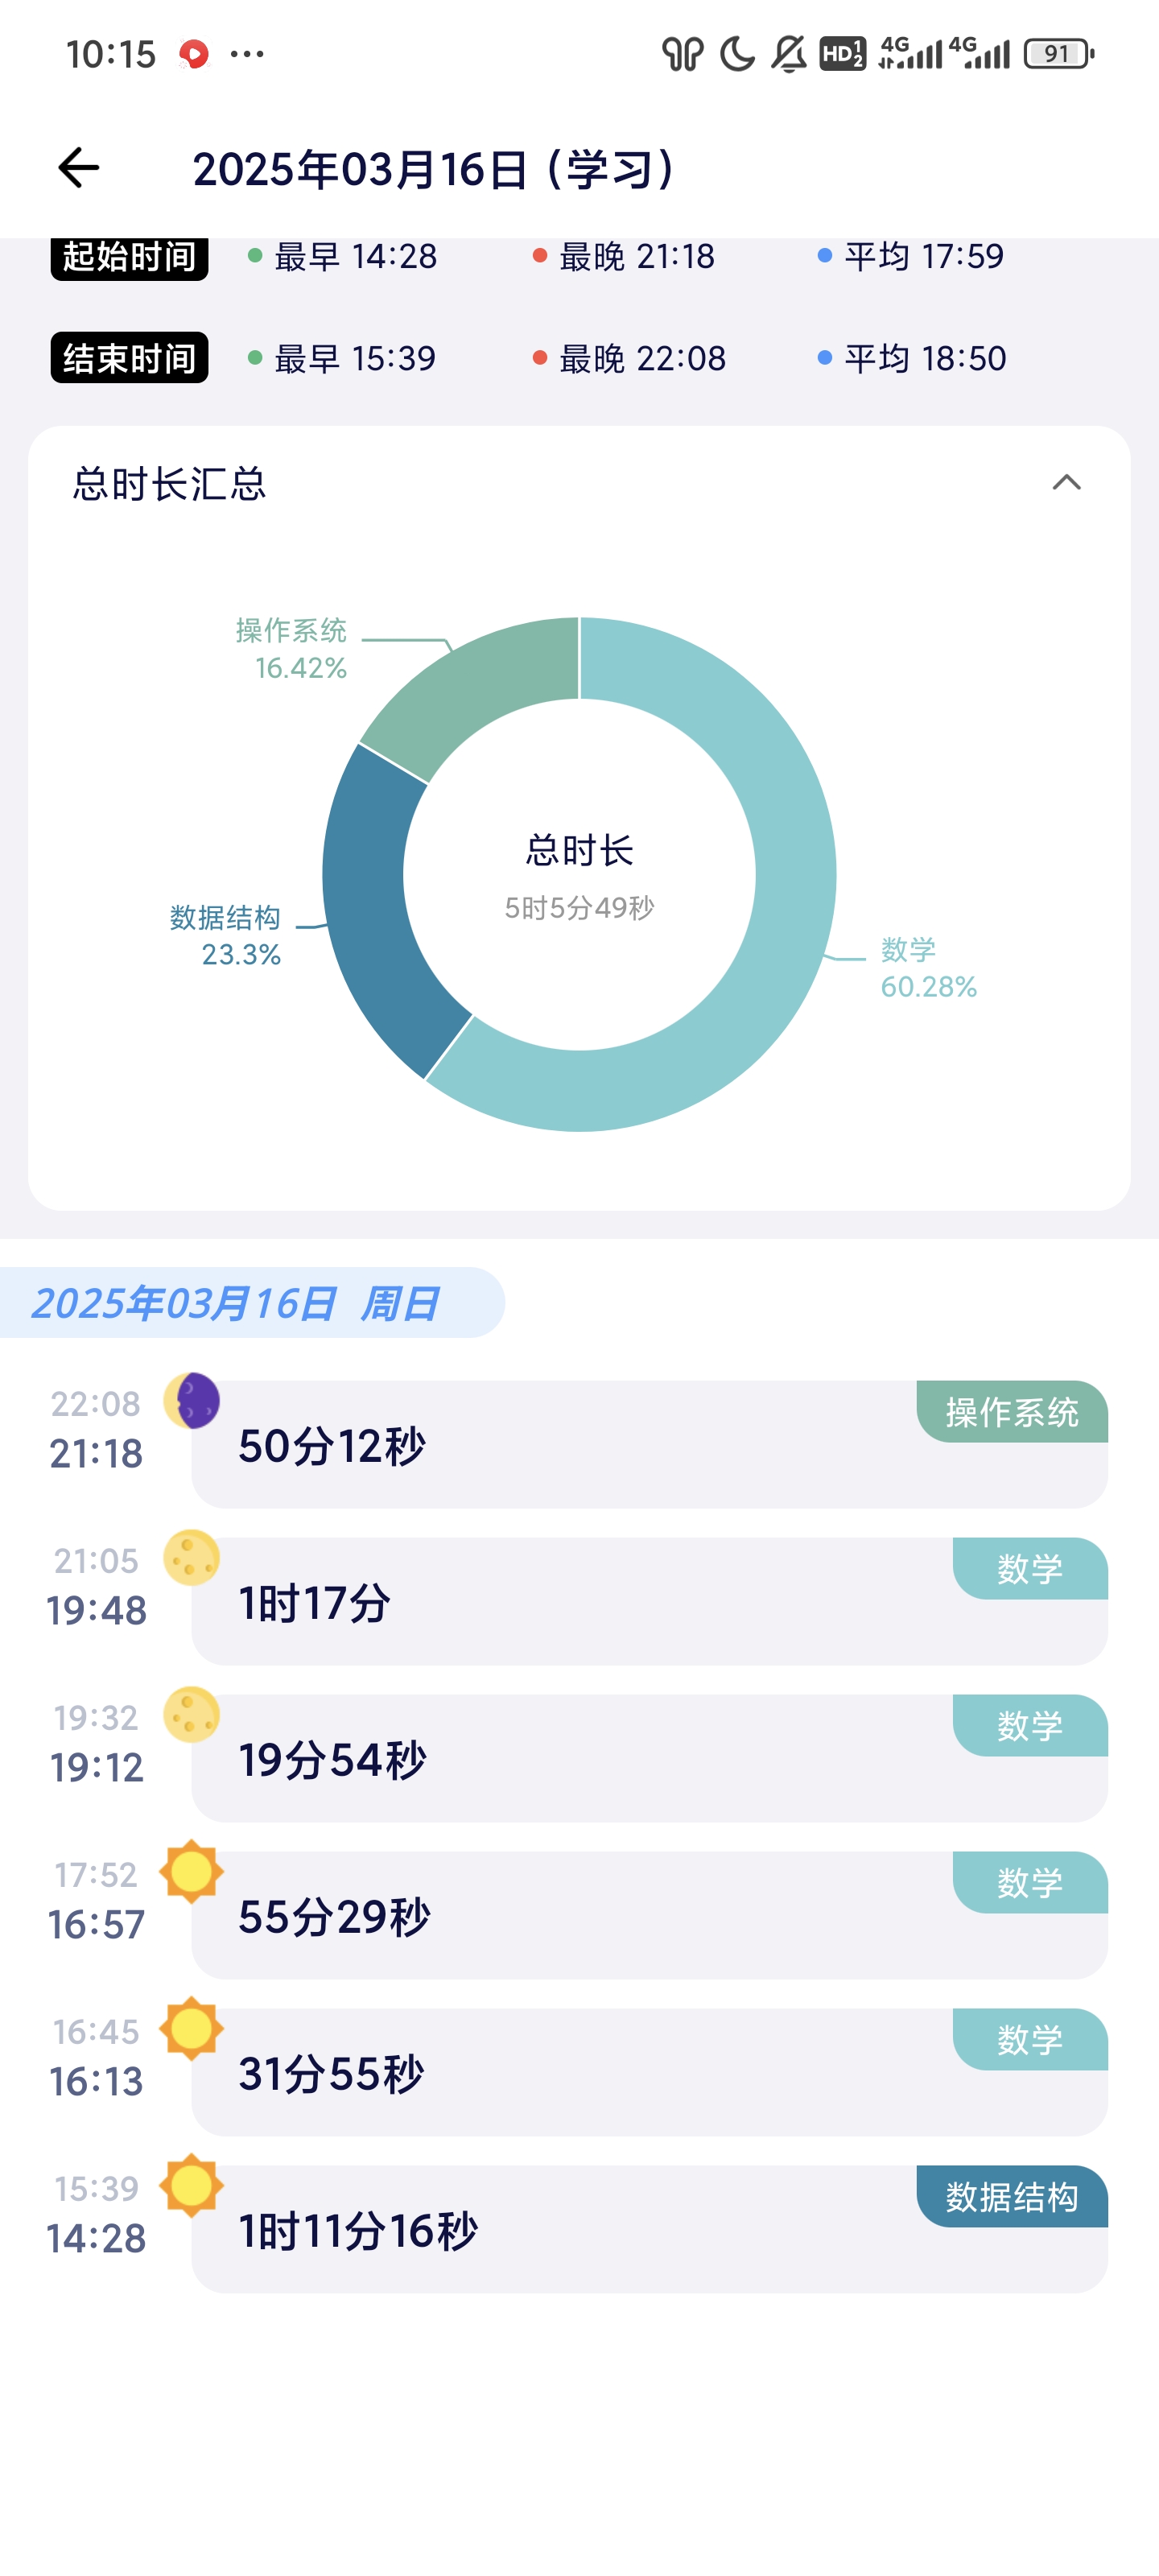 10:15 ••• HD 1 2 4G 4G 91
2025年03月16日（学习）
起始时间 最早 14:28 最晚 21:18 平均 17:59
结束时间 最早 15:39 最晚 22:08 平均 18:50
总时长汇总
操作系统
16.42%
总时长
5时5分49秒
数据结构
23.3%
数学
60.28%
2025年03月16日 周日
22:08
21:18
50分12秒
操作系统
21:05
19:48
1时17分
数学
19:32
19:12
19分54秒
数学
17:52
16:57
55分29秒
数学
16:45
16:13
31分55秒
数学
15:39
14:28
1时11分16秒
数据结构